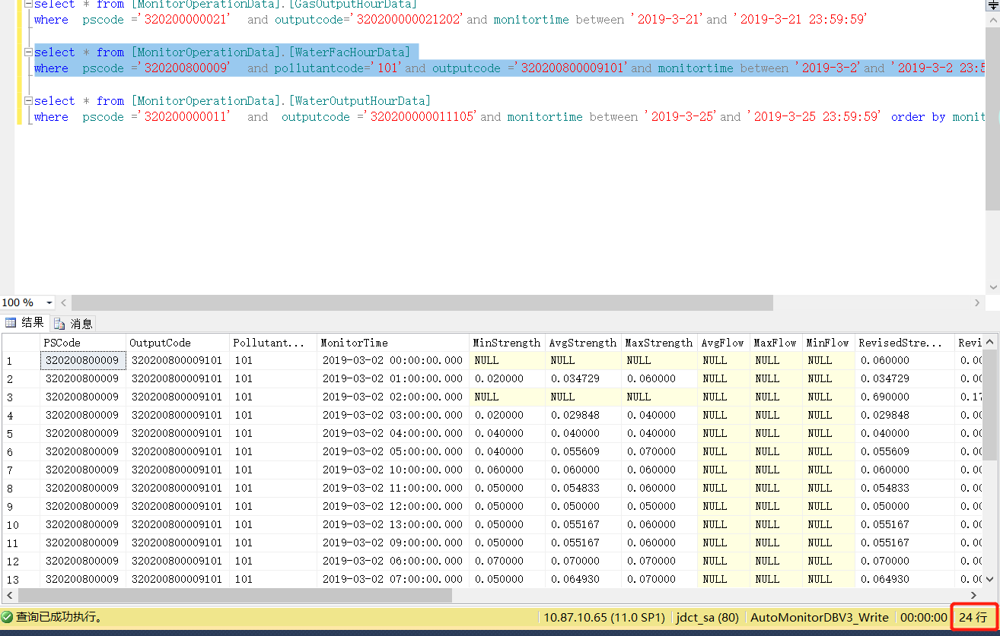 select * from [MonitorOperationData].[GasOutputHourData]
where  pscode ='320200000021'   and outputcode='320200000021202'and monitortime between '2019-3-21'and '2019-3-21 23:59:59'
select * from [MonitorOperationData].[WaterFacHourData]
where  pscode ='320200800009'   and pollutantcode='101'and outputcode ='320200800009101'and monitortime between '2019-3-2'and '2019-3-2 23:5
select * from [MonitorOperationData].[WaterOutputHourData]
where  pscode ='320200000011'   and  outputcode ='320200000011105'and monitortime between '2019-3-25'and '2019-3-25 23:59:59' order by monit
100 %
结果 消息
PSCode OutputCode Pollutant... MonitorTime MinStrength AvgStrength MaxStrength AvgFlow MaxFlow MinFlow RevisedStre... Revi
1 320200800009 320200800009101 101 2019-03-02 00:00:00.000 NULL NULL NULL NULL NULL NULL 0.060000 0.00
2 320200800009 320200800009101 101 2019-03-02 01:00:00.000 0.020000 0.034729 0.060000 NULL NULL NULL 0.034729 0.00
3 320200800009 320200800009101 101 2019-03-02 02:00:00.000 NULL NULL NULL NULL NULL NULL 0.690000 0.17
4 320200800009 320200800009101 101 2019-03-02 03:00:00.000 0.020000 0.029848 0.040000 NULL NULL NULL 0.029848 0.00
5 320200800009 320200800009101 101 2019-03-02 04:00:00.000 0.040000 0.040000 0.040000 NULL NULL NULL 0.040000 0.00
6 320200800009 320200800009101 101 2019-03-02 05:00:00.000 0.040000 0.055609 0.070000 NULL NULL NULL 0.055609 0.00
7 320200800009 320200800009101 101 2019-03-02 10:00:00.000 0.060000 0.060000 0.060000 NULL NULL NULL 0.060000 0.00
8 320200800009 320200800009101 101 2019-03-02 11:00:00.000 0.050000 0.054833 0.060000 NULL NULL NULL 0.054833 0.00
9 320200800009 320200800009101 101 2019-03-02 12:00:00.000 0.050000 0.050000 0.050000 NULL NULL NULL 0.050000 0.00
10 320200800009 320200800009101 101 2019-03-02 13:00:00.000 0.050000 0.055167 0.060000 NULL NULL NULL 0.055167 0.00
11 320200800009 320200800009101 101 2019-03-02 09:00:00.000 0.050000 0.055167 0.060000 NULL NULL NULL 0.055167 0.00
12 320200800009 320200800009101 101 2019-03-02 06:00:00.000 0.070000 0.070000 0.070000 NULL NULL NULL 0.070000 0.00
13 320200800009 320200800009101 101 2019-03-02 07:00:00.000 0.050000 0.064930 0.070000 NULL NULL NULL 0.064930 0.00
查询已成功执行。 10.87.10.65 (11.0 SP1) jdct_sa (80) AutoMonitorDBV3_Write 00:00:00 24 行